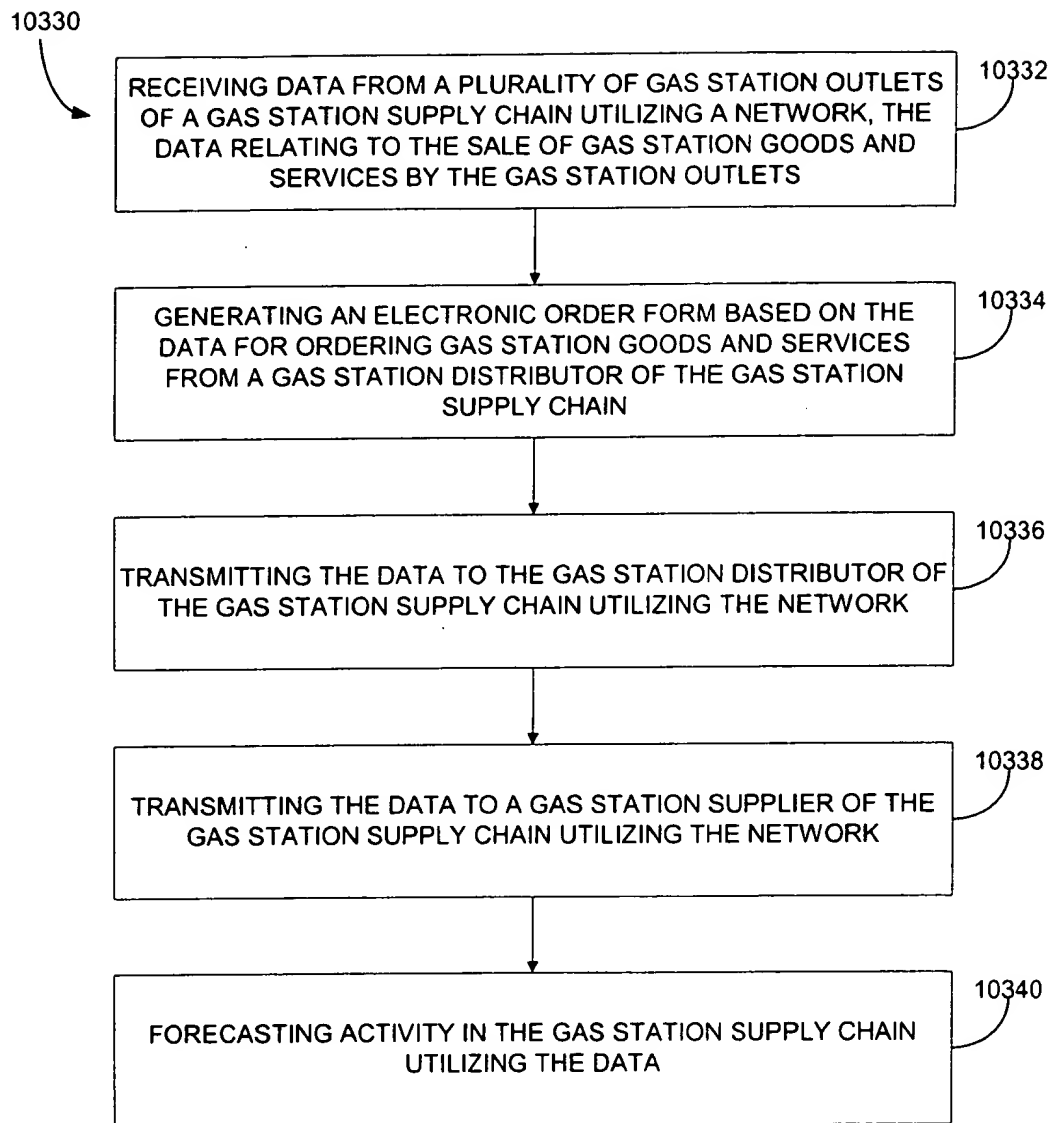 10330
RECEIVING DATA FROM A PLURALITY OF GAS STATION OUTLETS
OF A GAS STATION SUPPLY CHAIN UTILIZING A NETWORK, THE
DATA RELATING TO THE SALE OF GAS STATION GOODS AND
SERVICES BY THE GAS STATION OUTLETS
10332
GENERATING AN ELECTRONIC ORDER FORM BASED ON THE
DATA FOR ORDERING GAS STATION GOODS AND SERVICES
FROM A GAS STATION DISTRIBUTOR OF THE GAS STATION
SUPPLY CHAIN
10334
TRANSMITTING THE DATA TO THE GAS STATION DISTRIBUTOR OF
THE GAS STATION SUPPLY CHAIN UTILIZING THE NETWORK
10336
TRANSMITTING THE DATA TO A GAS STATION SUPPLIER OF THE
GAS STATION SUPPLY CHAIN UTILIZING THE NETWORK
10338
FORECASTING ACTIVITY IN THE GAS STATION SUPPLY CHAIN
UTILIZING THE DATA
10340